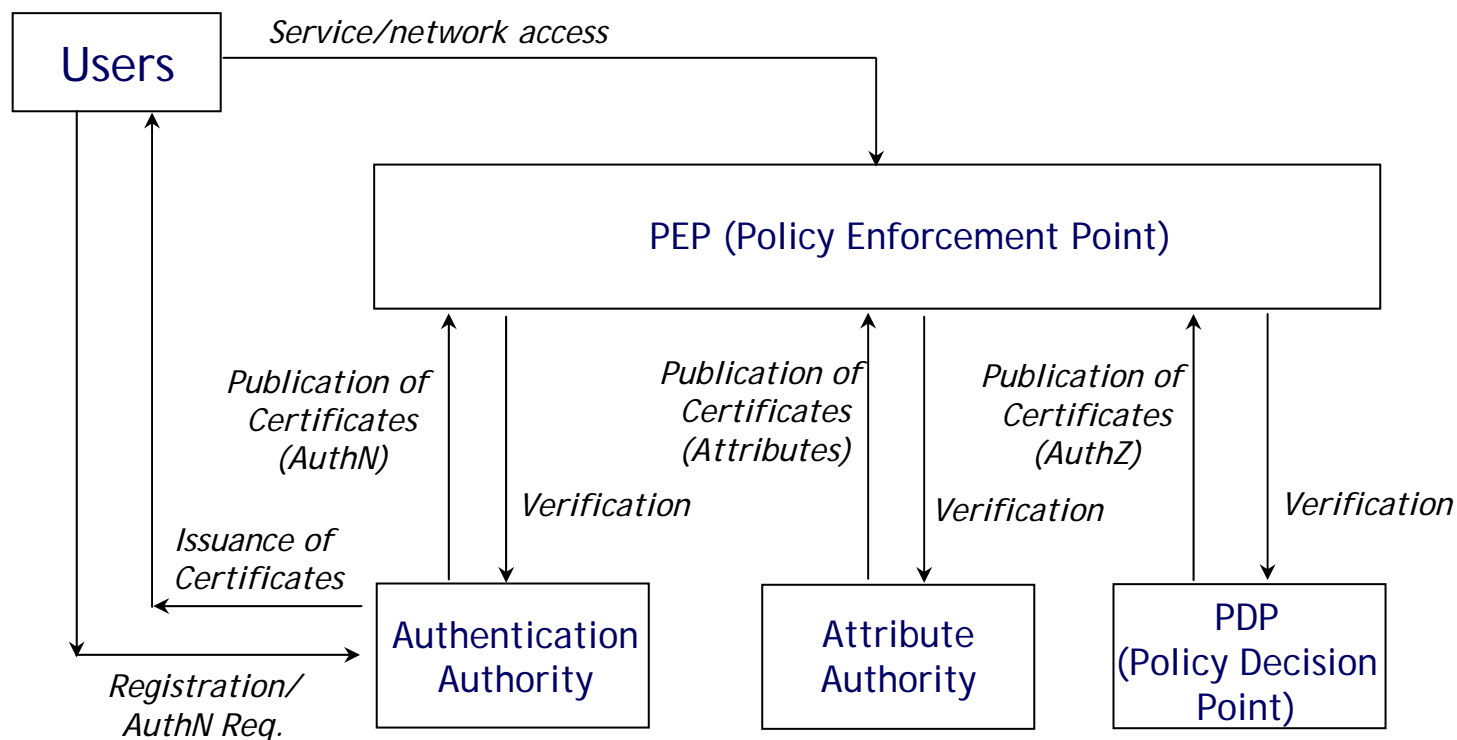 Service/network access
Users
PEP (Policy Enforcement Point)
Publication of
Certificates
(AuthN)
Publication of
Certificates
(Attributes)
Publication of
Certificates
(AuthZ)
Verification
Verification
Verification
Issuance of
Certificates
Authentication
Authority
Attribute
Authority
PDP
(Policy Decision
Point)
Registration/
AuthN Req.